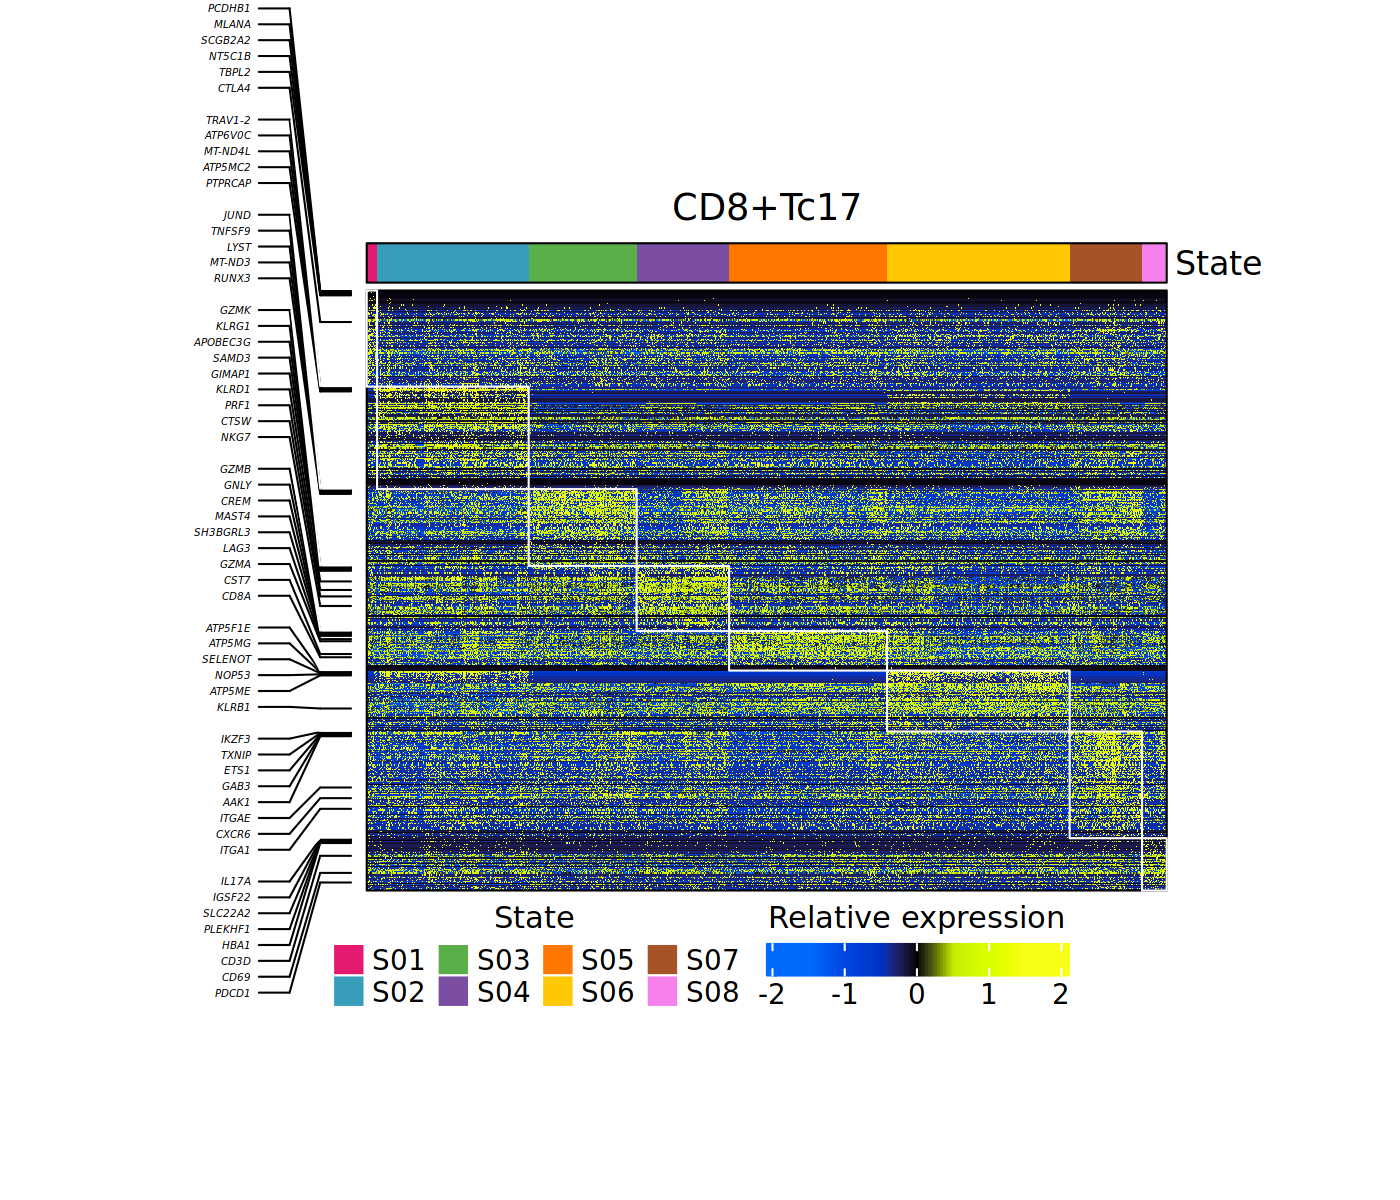 PCDHB1
MLANA
SCGB2A2
NT5C1B
TBPL2
CTLA4
TRAV1-2
ATP6V0C
MT-ND4L
ATP5MC2
PTPRCAP
JUND
TNFSF9
LYST
MT-ND3
RUNX3
GZMK
KLRG1
APOBEC3G
SAMD3
GIMAP1
KLRD1
PRF1
CTSW
NKG7
GZMB
GNLY
CREM
MAST4
SH3BGRL3
LAG3
GZMA
CST7
CD8A
ATP5F1E
ATP5MG
SELENOT
NOP53
ATP5ME
KLRB1
IKZF3
TXNIP
ETS1
GAB3
AAK1
ITGAE
CXCR6
ITGA1
IL17A
IGSF22
SLC22A2
PLEKHF1
HBA1
CD3D
CD69
PDCD1
CD8+Tc17
State
State
S01 S03 S05 S07
S02 S04 S06 S08
Relative expression
-2 -1 0 1 2